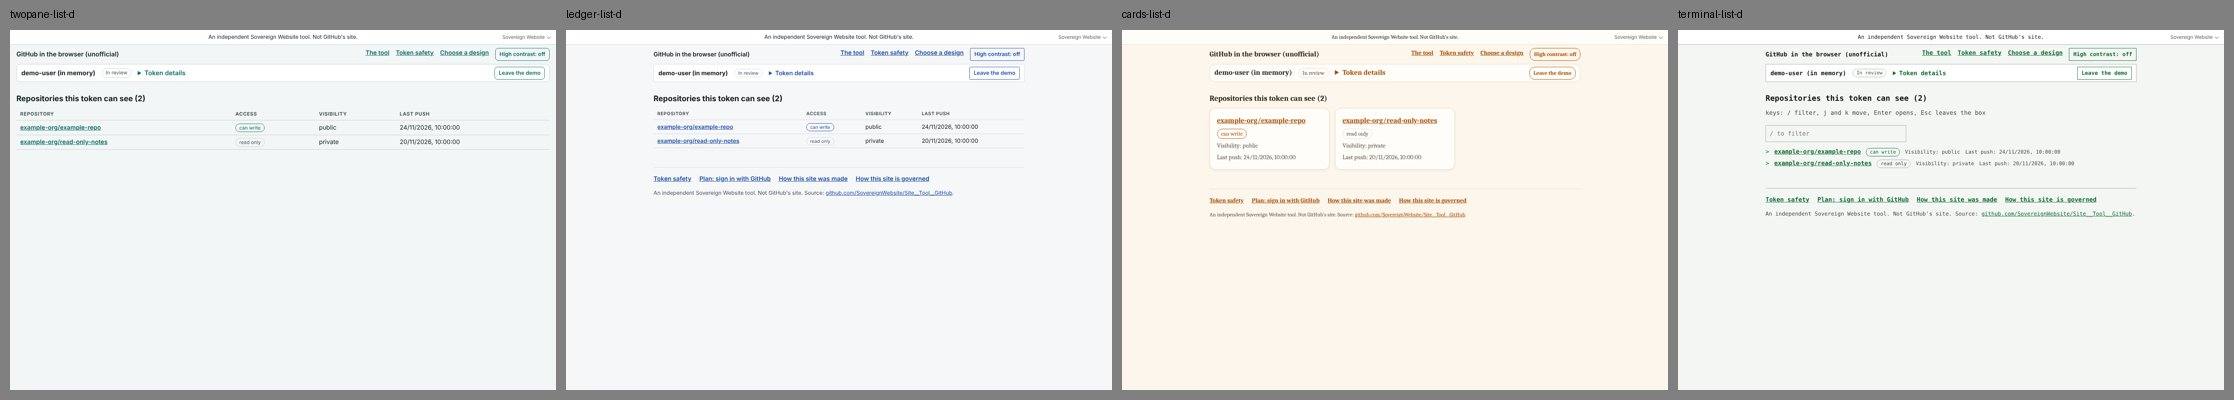 twopane-list-d
An independent Sovereign Website tool. Not GitHub's site.
Sovereign Website
GitHub in the browser (unofficial)
The tool Token safety Choose a design High contrast: off
demo-user (in memory) In review ▸ Token details Leave the demo
Repositories this token can see (2)
REPOSITORY ACCESS VISIBILITY LAST PUSH
example-org/example-repo can write public 24/11/2026, 10:00:00
example-org/read-only-notes read only private 20/11/2026, 10:00:00
ledger-list-d
An independent Sovereign Website tool. Not GitHub's site.
Sovereign Website
GitHub in the browser (unofficial)
The tool Token safety Choose a design High contrast: off
demo-user (in memory) In review ▸ Token details Leave the demo
Repositories this token can see (2)
REPOSITORY ACCESS VISIBILITY LAST PUSH
example-org/example-repo can write public 24/11/2026, 10:00:00
example-org/read-only-notes read only private 20/11/2026, 10:00:00
Token safety Plan: sign in with GitHub How this site was made How this site is governed
An independent Sovereign Website tool. Not GitHub's site. Source: github.com/SovereignWebsite/Site__Tool__GitHub.
cards-list-d
An independent Sovereign Website tool. Not GitHub's site.
Sovereign Website
GitHub in the browser (unofficial)
The tool Token safety Choose a design High contrast: off
demo-user (in memory) In review ▸ Token details Leave the demo
Repositories this token can see (2)
example-org/example-repo
can write
Visibility: public
Last push: 24/11/2026, 10:00:00
example-org/read-only-notes
read only
Visibility: private
Last push: 20/11/2026, 10:00:00
Token safety Plan: sign in with GitHub How this site was made How this site is governed
An independent Sovereign Website tool. Not GitHub's site. Source: github.com/SovereignWebsite/Site__Tool__GitHub.
terminal-list-d
An independent Sovereign Website tool. Not GitHub's site.
Sovereign Website
GitHub in the browser (unofficial)
The tool Token safety Choose a design High contrast: off
demo-user (in memory) In review ▸ Token details Leave the demo
Repositories this token can see (2)
keys: / filter, j and k move, Enter opens, Esc leaves the box
/ to filter
> example-org/example-repo can write Visibility: public Last push: 24/11/2026, 10:00:00
> example-org/read-only-notes read only Visibility: private Last push: 20/11/2026, 10:00:00
Token safety Plan: sign in with GitHub How this site was made How this site is governed
An independent Sovereign Website tool. Not GitHub's site. Source: github.com/SovereignWebsite/Site__Tool__GitHub.